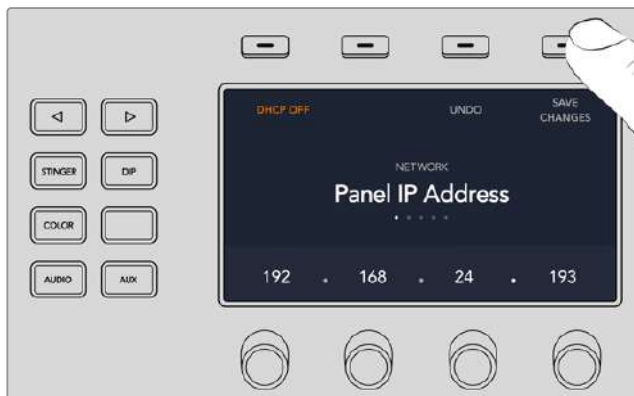 DHCP OFF UNDO SAVE CHANGES
NETWORK
Panel IP Address
192 . 168 . 24 . 193
STINGER DIP
COLOR
AUDIO AUX